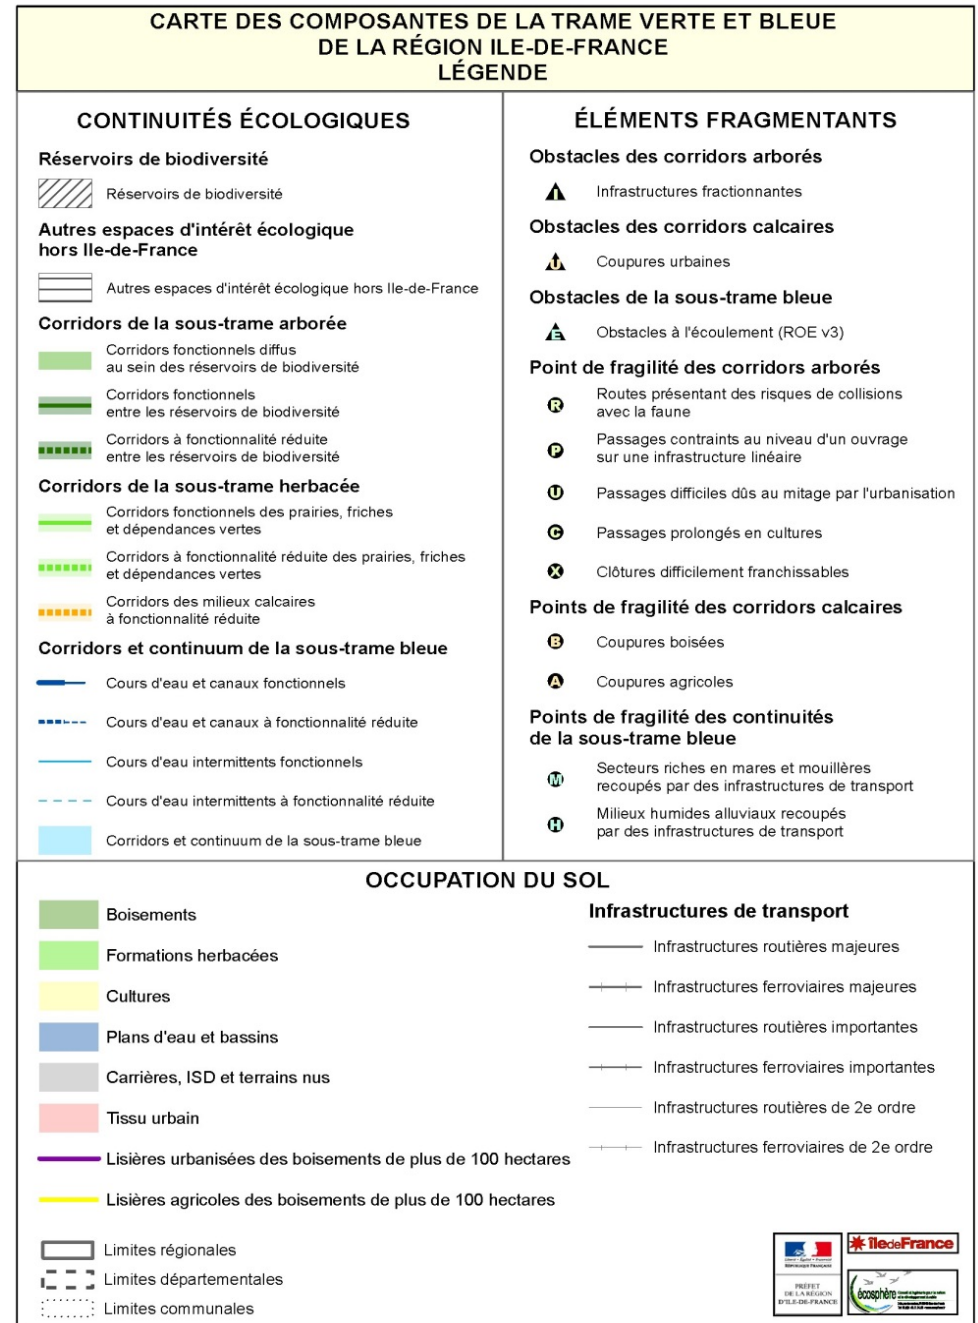 CARTE DES COMPOSANTES DE LA TRAME VERTE ET BLEUE
DE LA RÉGION ILE-DE-FRANCE
LÉGENDE
CONTINUITÉS ÉCOLOGIQUES
Réservoirs de biodiversité
Réservoirs de biodiversité
Autres espaces d'intérêt écologique
hors Ile-de-France
Autres espaces d'intérêt écologique hors Ile-de-France
Corridors de la sous-trame arborée
Corridors fonctionnels diffus
au sein des réservoirs de biodiversité
Corridors fonctionnels
entre les réservoirs de biodiversité
Corridors à fonctionnalité réduite
entre les réservoirs de biodiversité
Corridors de la sous-trame herbacée
Corridors fonctionnels des prairies, friches
et dépendances vertes
Corridors à fonctionnalité réduite des prairies, friches
et dépendances vertes
Corridors des milieux calcaires
à fonctionnalité réduite
Corridors et continuum de la sous-trame bleue
Cours d'eau et canaux fonctionnels
Cours d'eau et canaux à fonctionnalité réduite
Cours d'eau intermittents fonctionnels
Cours d'eau intermittents à fonctionnalité réduite
Corridors et continuum de la sous-trame bleue
ÉLÉMENTS FRAGMENTANTS
Obstacles des corridors arborés
I Infrastructures fractionnantes
Obstacles des corridors calcaires
U Coupures urbaines
Obstacles de la sous-trame bleue
E Obstacles à l'écoulement (ROE v3)
Point de fragilité des corridors arborés
R Routes présentant des risques de collisions
avec la faune
P Passages contraints au niveau d'un ouvrage
sur une infrastructure linéaire
U Passages difficiles dûs au mitage par l'urbanisation
C Passages prolongés en cultures
X Clôtures difficilement franchissables
Points de fragilité des corridors calcaires
B Coupures boisées
A Coupures agricoles
Points de fragilité des continuités
de la sous-trame bleue
M Secteurs riches en mares et mouillères
recoupés par des infrastructures de transport
H Milieux humides alluviaux recoupés
par des infrastructures de transport
OCCUPATION DU SOL
Boisements
Formations herbacées
Cultures
Plans d'eau et bassins
Carrières, ISD et terrains nus
Tissu urbain
Lisières urbanisées des boisements de plus de 100 hectares
Lisières agricoles des boisements de plus de 100 hectares
Limites régionales
Limites départementales
Limites communales
Infrastructures de transport
Infrastructures routières majeures
Infrastructures ferroviaires majeures
Infrastructures routières importantes
Infrastructures ferroviaires importantes
Infrastructures routières de 2e ordre
Infrastructures ferroviaires de 2e ordre
Liberté • Égalité • Fraternité
RÉPUBLIQUE FRANÇAISE
PRÉFET
DE LA RÉGION
D'ILE-DE-FRANCE
îledeFrance
écosphère